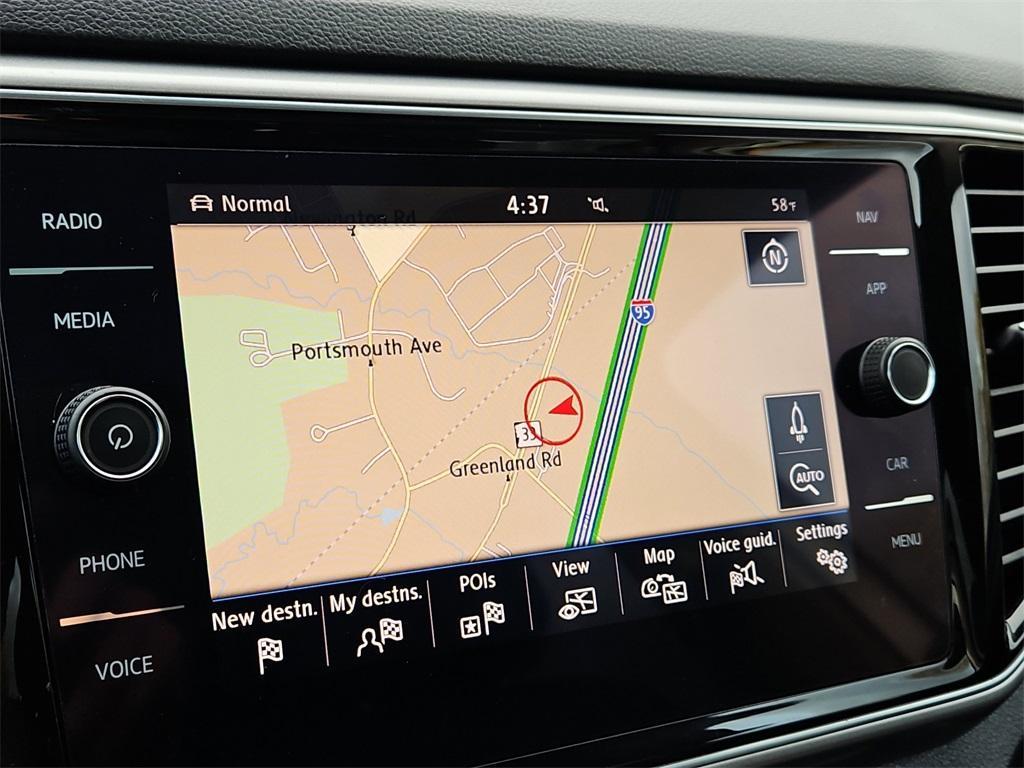 RADIO
MEDIA
PHONE
VOICE
Normal
4:37
58°F
N
95
Portsmouth Ave
33
Greenland Rd
AUTO
New destn.
My destns.
POIs
View
Map
Voice guid.
Settings
NAV
APP
CAR
MENU